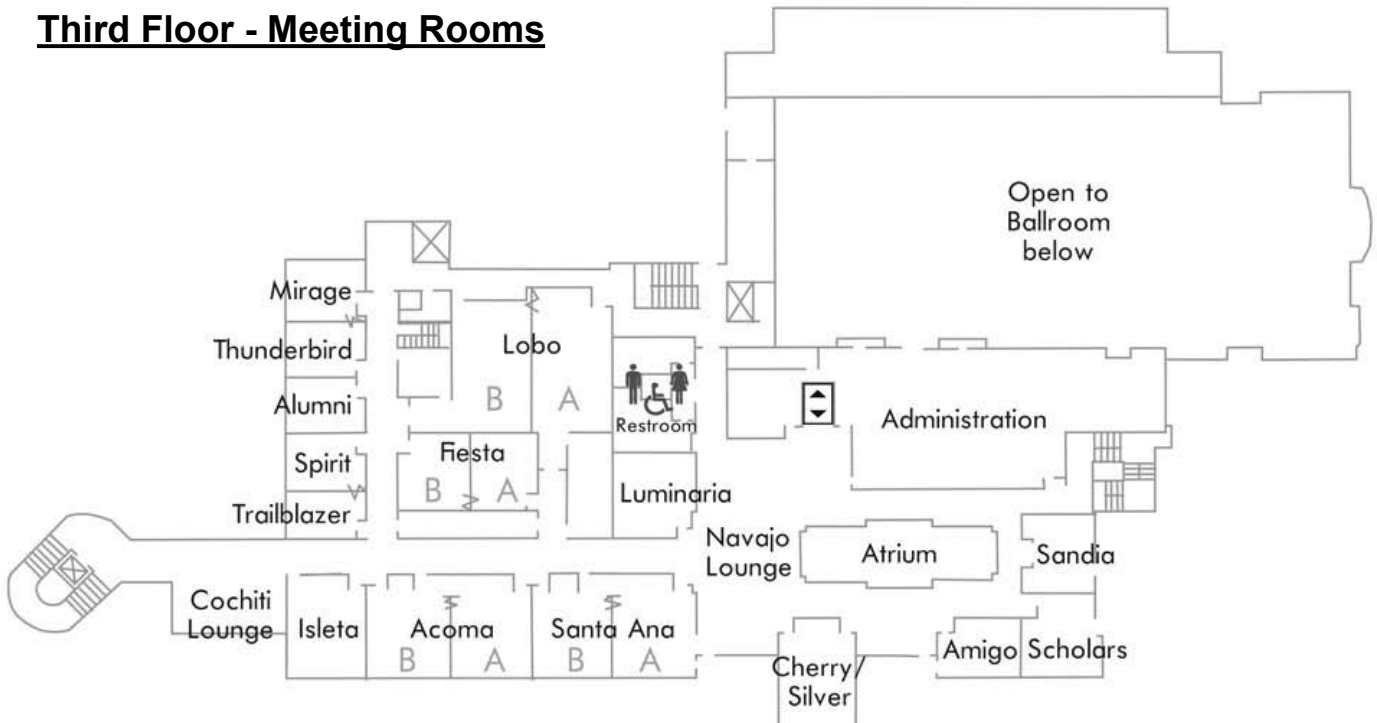 Third Floor - Meeting Rooms
Open to
Ballroom
below
Mirage
Thunderbird
Lobo
B
A
Alumni
Restroom
Administration
Spirit
Fiesta
B
A
Luminaria
Trailblazer
Navajo
Lounge
Atrium
Sandia
Cochiti
Lounge
Isleta
Acoma
B
A
Santa Ana
B
A
Cherry/
Silver
Amigo
Scholars